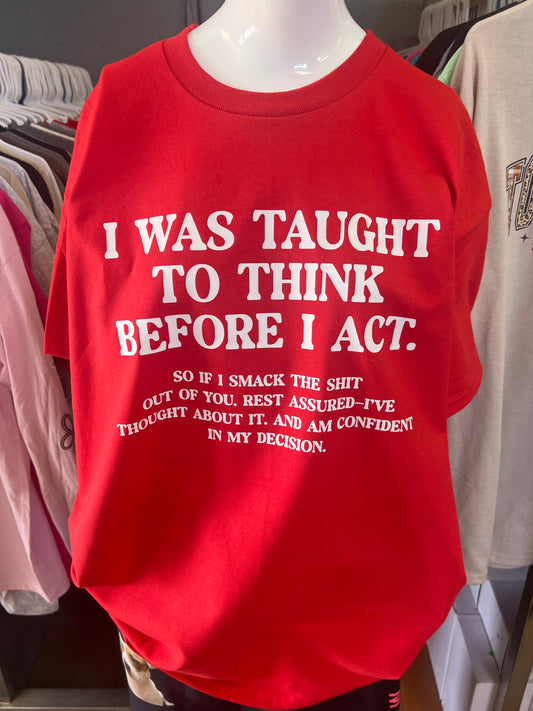 I WAS TAUGHT
TO THINK
BEFORE I ACT.
SO IF I SMACK THE SHIT
OUT OF YOU. REST ASSURED—I'VE
THOUGHT ABOUT IT. AND AM CONFIDENT
IN MY DECISION.